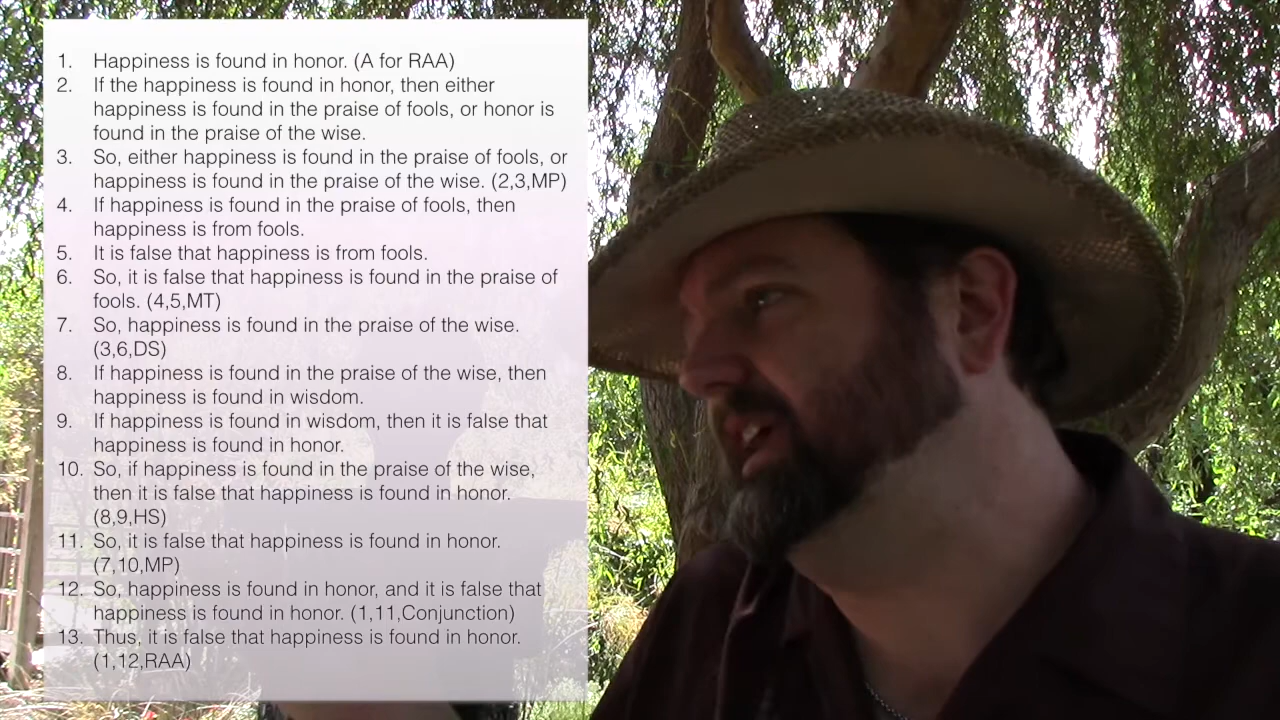 1. Happiness is found in honor. (A for RAA)
2. If the happiness is found in honor, then either
happiness is found in the praise of fools, or honor is
found in the praise of the wise.
3. So, either happiness is found in the praise of fools, or
happiness is found in the praise of the wise. (2,3,MP)
4. If happiness is found in the praise of fools, then
happiness is from fools.
5. It is false that happiness is from fools.
6. So, it is false that happiness is found in the praise of
fools. (4,5,MT)
7. So, happiness is found in the praise of the wise.
(3,6,DS)
8. If happiness is found in the praise of the wise, then
happiness is found in wisdom.
9. If happiness is found in wisdom, then it is false that
happiness is found in honor.
10. So, if happiness is found in the praise of the wise,
then it is false that happiness is found in honor.
(8,9,HS)
11. So, it is false that happiness is found in honor.
(7,10,MP)
12. So, happiness is found in honor, and it is false that
happiness is found in honor. (1,11,Conjunction)
13. Thus, it is false that happiness is found in honor.
(1,12,RAA)